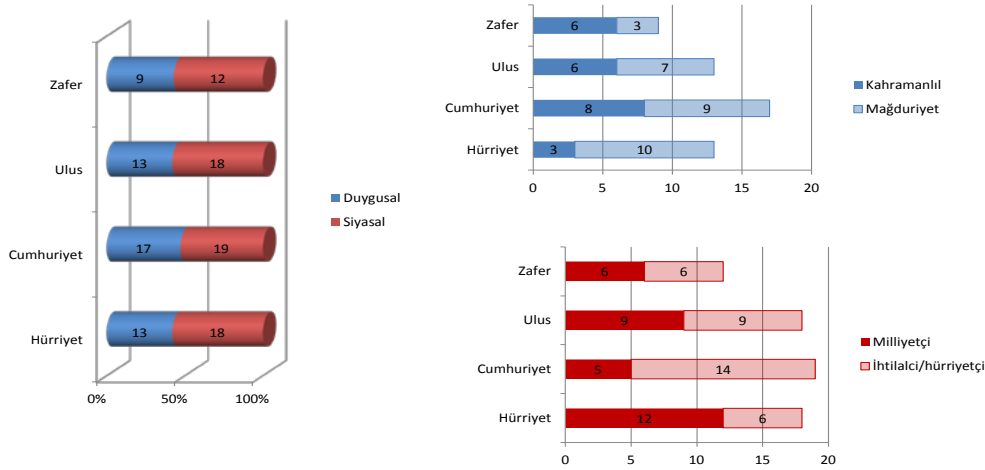 Zafer
9
12
Ulus
13
18
Cumhuriyet
17
19
Hürriyet
13
18
0%
50%
100%
Duygusal
Siyasal
Zafer
6
3
Ulus
6
7
Cumhuriyet
8
9
Hürriyet
3
10
0
5
10
15
20
Kahramanlıl
Mağduriyet
Zafer
6
6
Ulus
9
9
Cumhuriyet
5
14
Hürriyet
12
6
0
5
10
15
20
Milliyetçi
İhtilalci/hürriyetçi